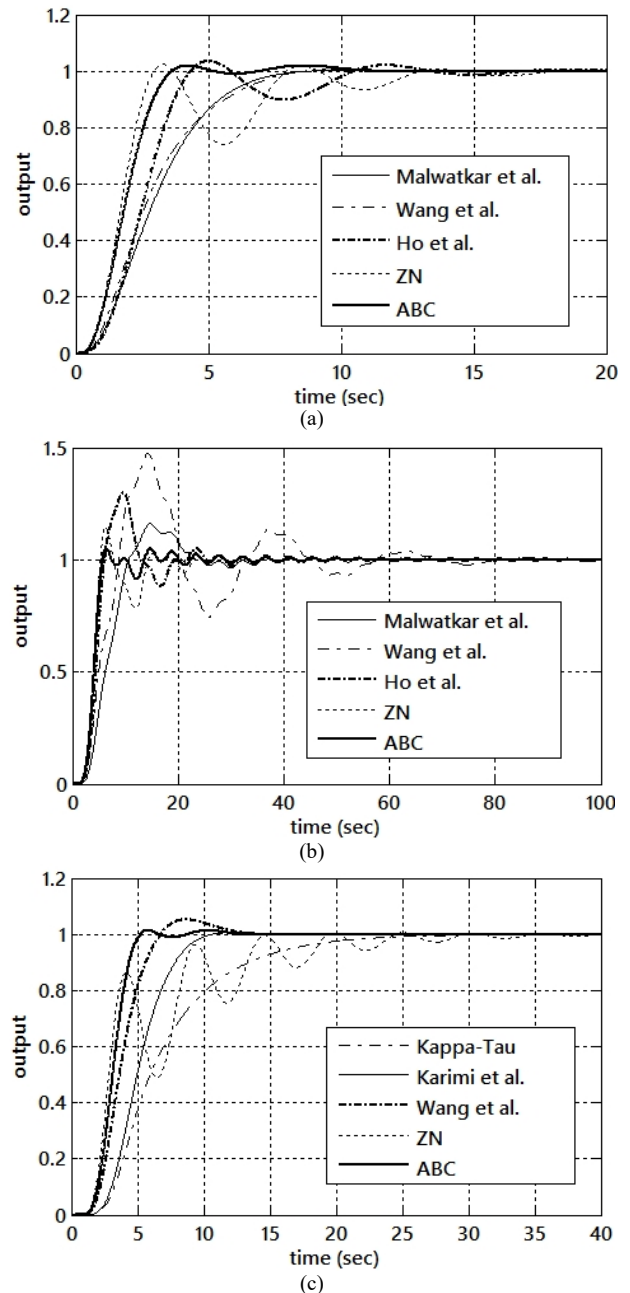 1.2
1
0.8
0.6
0.4
0.2
0
output
Malwatkar et al.
Wang et al.
Ho et al.
ZN
ABC
0 5 10 15 20
time (sec)
(a)
1.5
1
0.5
0
output
Malwatkar et al.
Wang et al.
Ho et al.
ZN
ABC
0 20 40 60 80 100
time (sec)
(b)
1.2
1
0.8
0.6
0.4
0.2
0
output
Kappa-Tau
Karimi et al.
Wang et al.
ZN
ABC
0 5 10 15 20 25 30 35 40
time (sec)
(c)